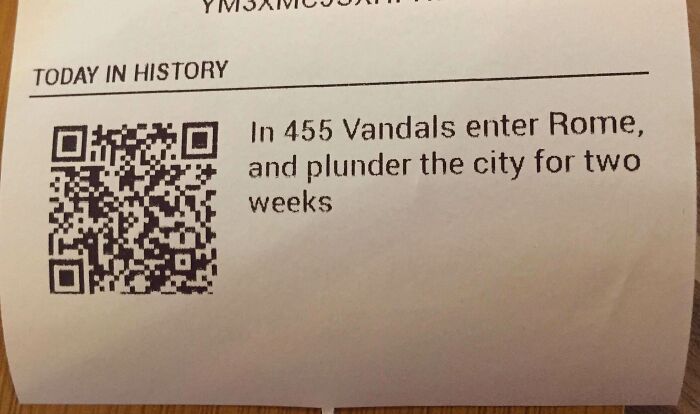 TODAY IN HISTORY
In 455 Vandals enter Rome,
and plunder the city for two
weeks